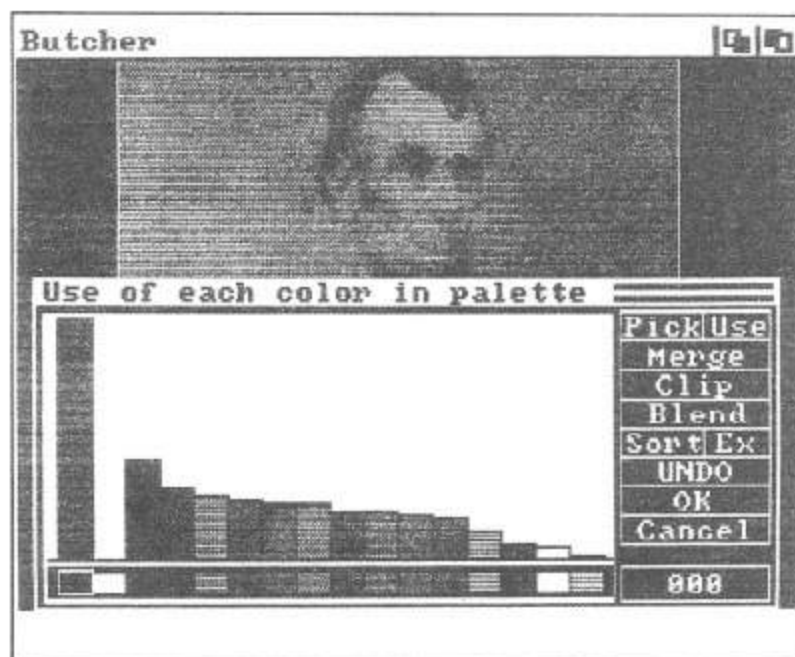 Butcher
Use of each color in palette
Pick Use
Merge
Clip
Blend
Sort Ex
UNDO
OK
Cancel
000